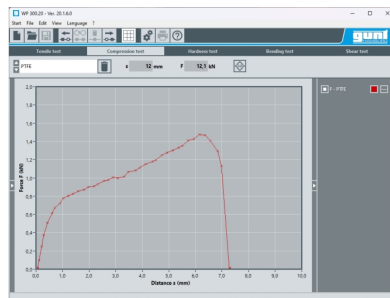 WP 300.20 - Ver. 20.1.6.0
Start File Edit View Language ?
gunt
Tensile test Compression test Hardness test Bending test Shear test
PTFE s 12 mm F 12,1 kN
F - PTFE
Force F (kN)
2,0
1,8
1,6
1,4
1,2
1,0
0,8
0,6
0,4
0,2
0,0
0,0 1,0 2,0 3,0 4,0 5,0 6,0 7,0 8,0 9,0 10,0
Distance s (mm)